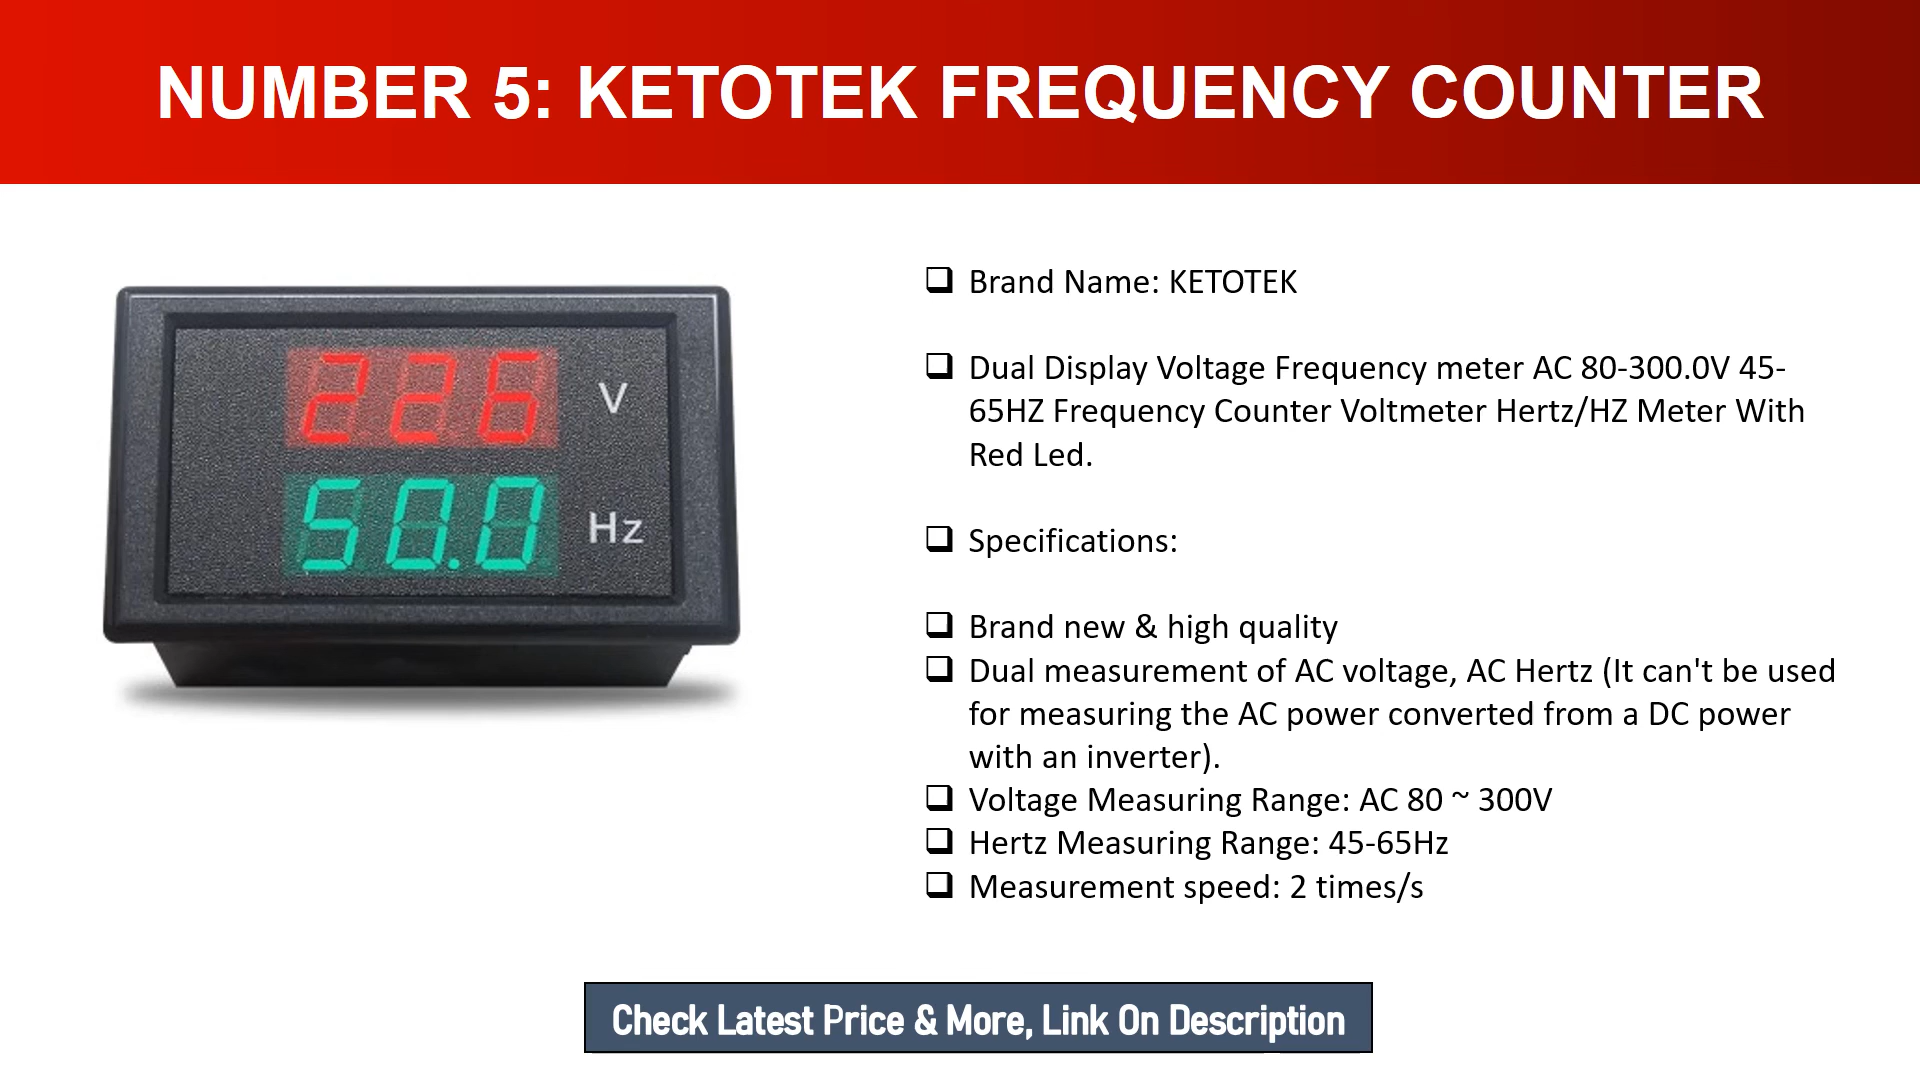 NUMBER 5: KETOTEK FREQUENCY COUNTER
226 V
50.0 Hz
❑ Brand Name: KETOTEK
❑ Dual Display Voltage Frequency meter AC 80-300.0V 45-
65HZ Frequency Counter Voltmeter Hertz/HZ Meter With
Red Led.
❑ Specifications:
❑ Brand new & high quality
❑ Dual measurement of AC voltage, AC Hertz (It can't be used
for measuring the AC power converted from a DC power
with an inverter).
❑ Voltage Measuring Range: AC 80 ~ 300V
❑ Hertz Measuring Range: 45-65Hz
❑ Measurement speed: 2 times/s
Check Latest Price & More, Link On Description